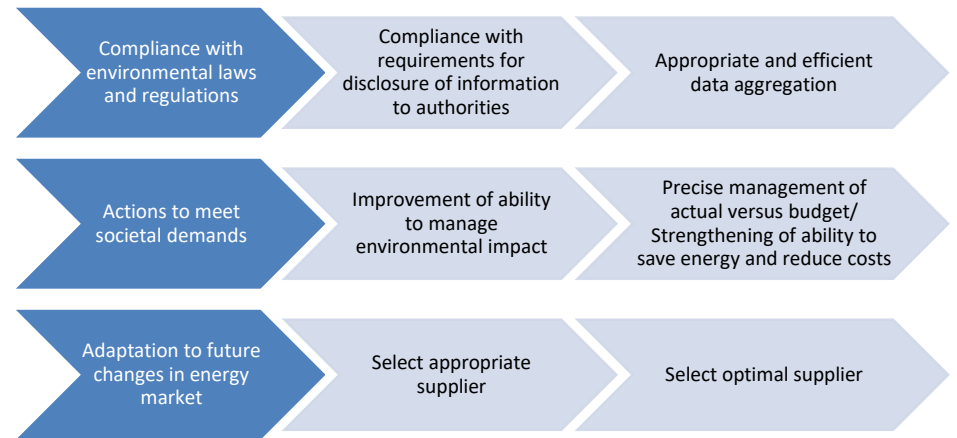 Compliance with
environmental laws
and regulations
Compliance with
requirements for
disclosure of information
to authorities
Appropriate and efficient
data aggregation
Actions to meet
societal demands
Improvement of ability
to manage
environmental impact
Precise management of
actual versus budget/
Strengthening of ability to
save energy and reduce costs
Adaptation to future
changes in energy
market
Select appropriate
supplier
Select optimal supplier